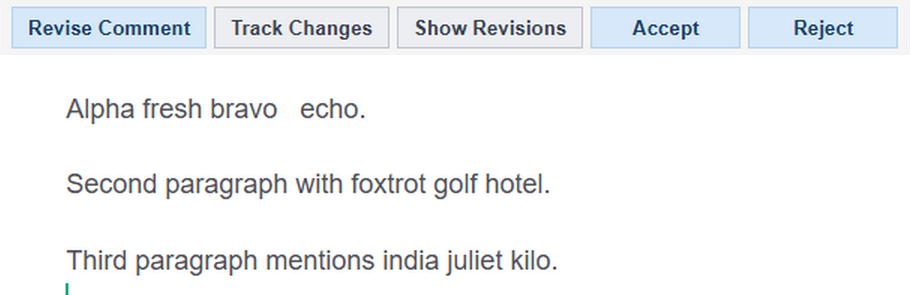 Revise Comment Track Changes Show Revisions Accept Reject
Alpha fresh bravo   echo.
Second paragraph with foxtrot golf hotel.
Third paragraph mentions india juliet kilo.